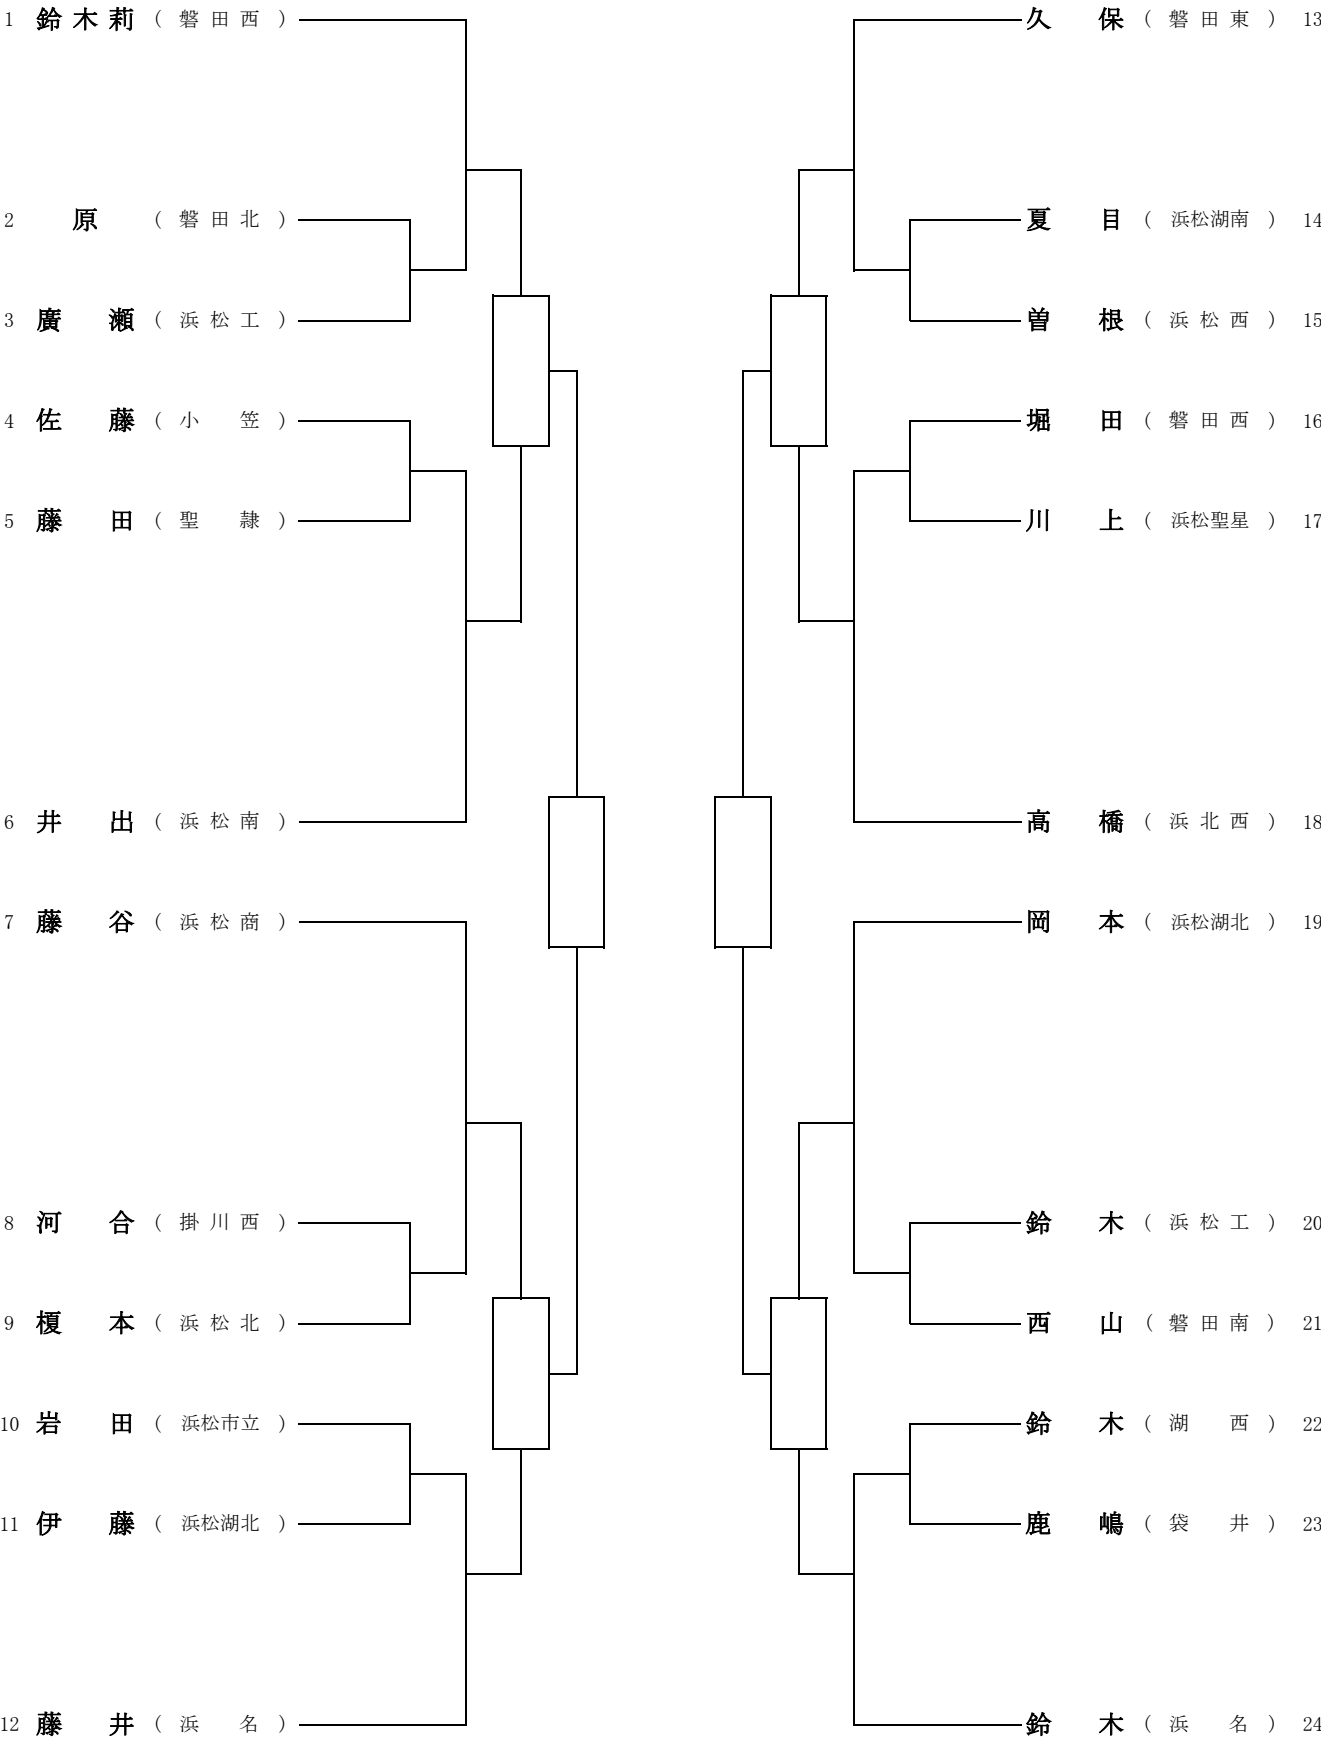 1 鈴木莉 ( 磐田西 )
2 原 ( 磐田北 )
3 廣瀬 ( 浜松工 )
4 佐藤 ( 小笠 )
5 藤田 ( 聖隷 )
6 井出 ( 浜松南 )
7 藤谷 ( 浜松商 )
8 河合 ( 掛川西 )
9 榎本 ( 浜松北 )
10 岩田 ( 浜松市立 )
11 伊藤 ( 浜松湖北 )
12 藤井 ( 浜名 )
久保 ( 磐田東 ) 13
夏目 ( 浜松湖南 ) 14
曽根 ( 浜松西 ) 15
堀田 ( 磐田西 ) 16
川上 ( 浜松聖星 ) 17
高橋 ( 浜北西 ) 18
岡本 ( 浜松湖北 ) 19
鈴木 ( 浜松工 ) 20
西山 ( 磐田南 ) 21
鈴木 ( 湖西 ) 22
鹿嶋 ( 袋井 ) 23
鈴木 ( 浜名 ) 24